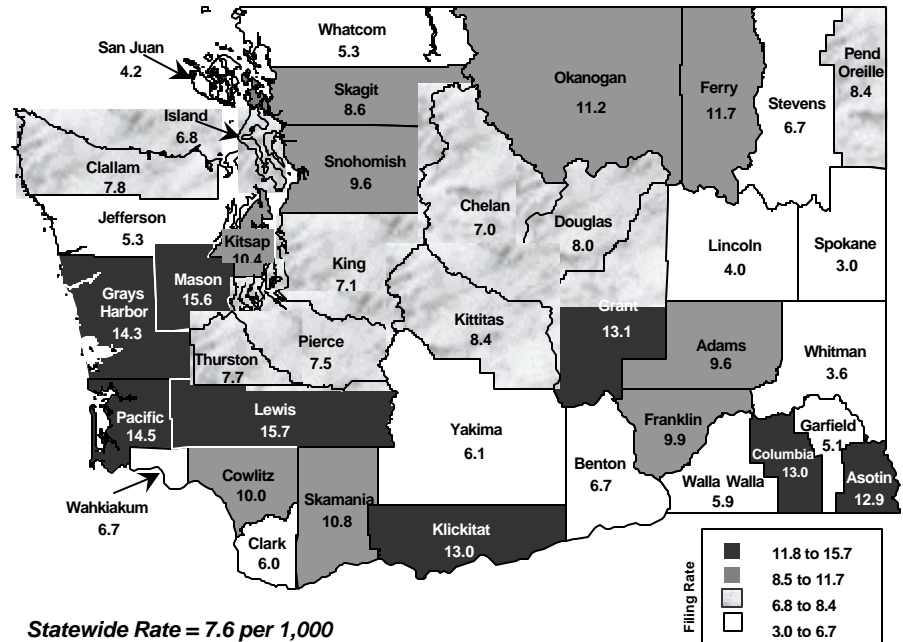 Whatcom
5.3
San Juan
4.2
Skagit
8.6
Okanogan
11.2
Ferry
11.7
Stevens
6.7
Pend
Oreille
8.4
Island
6.8
Snohomish
9.6
Clallam
7.8
Chelan
7.0
Douglas
8.0
Jefferson
5.3
Kitsap
10.4
King
7.1
Lincoln
4.0
Spokane
3.0
Mason
15.6
Grays
Harbor
14.3
Grant
13.1
Kittitas
8.4
Pierce
7.5
Thurston
7.7
Adams
9.6
Whitman
3.6
Pacific
14.5
Lewis
15.7
Yakima
6.1
Franklin
9.9
Garfield
5.1
Columbia
13.0
Asotin
12.9
Benton
6.7
Walla Walla
5.9
Wahkiakum
6.7
Cowlitz
10.0
Skamania
10.8
Klickitat
13.0
Clark
6.0
Filing Rate
11.8 to 15.7
8.5 to 11.7
6.8 to 8.4
3.0 to 6.7
Statewide Rate = 7.6 per 1,000